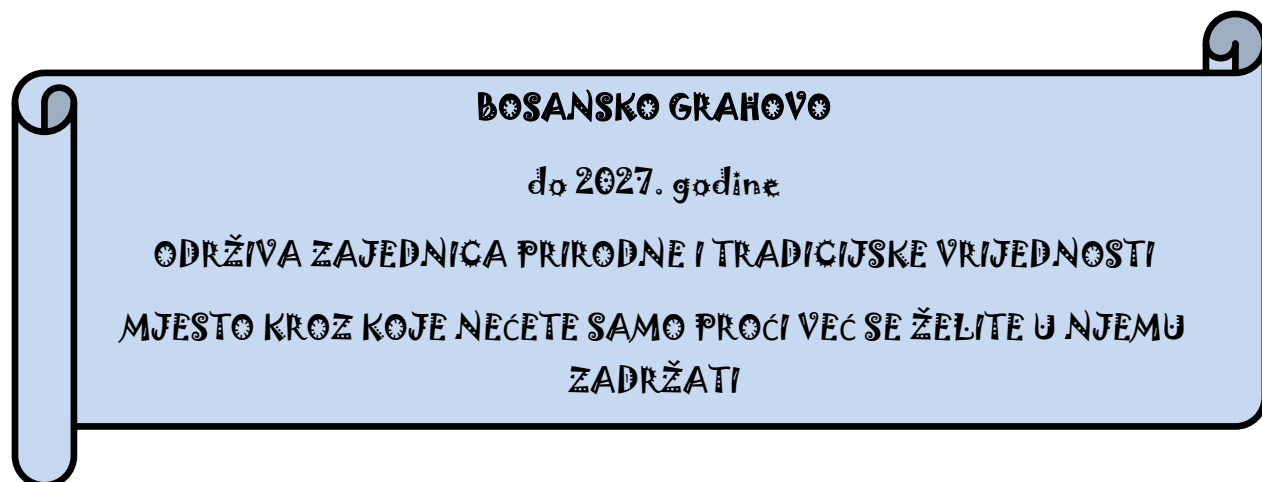 BOSANSKO GRAHOVO
do 2027. godine
ODRŽIVA ZAJEDNICA PRIRODNE I TRADICIJSKE VRIJEDNOSTI
MJESTO KROZ KOJE NEĆETE SAMO PROĆI VEĆ SE ŽELITE U NJEMU
ZADRŽATI